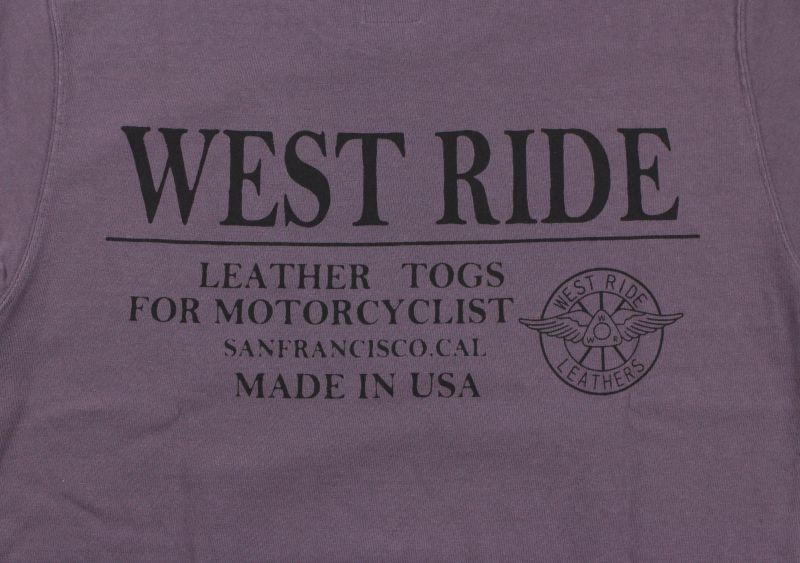 WEST RIDE
LEATHER TOGS
FOR MOTORCYCLIST
SANFRANCISCO.CAL
MADE IN USA
WEST RIDE
LEATHERS